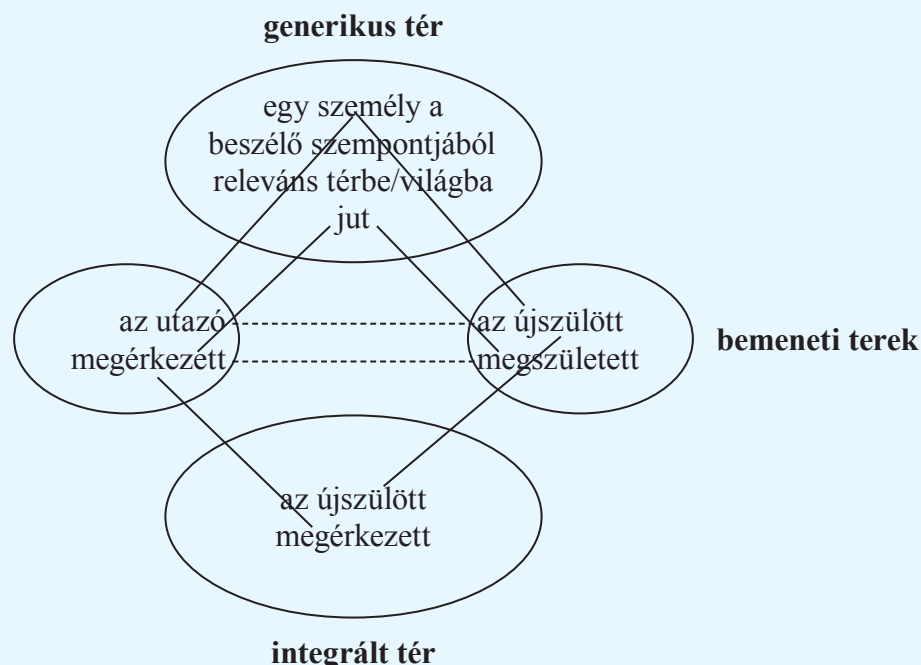 generikus tér
egy személy a
beszélő szempontjából
releváns térbe/világba
jut
az utazó
megérkezett
az újszülött
megszületett
bemeneti terek
az újszülött
megérkezett
integrált tér